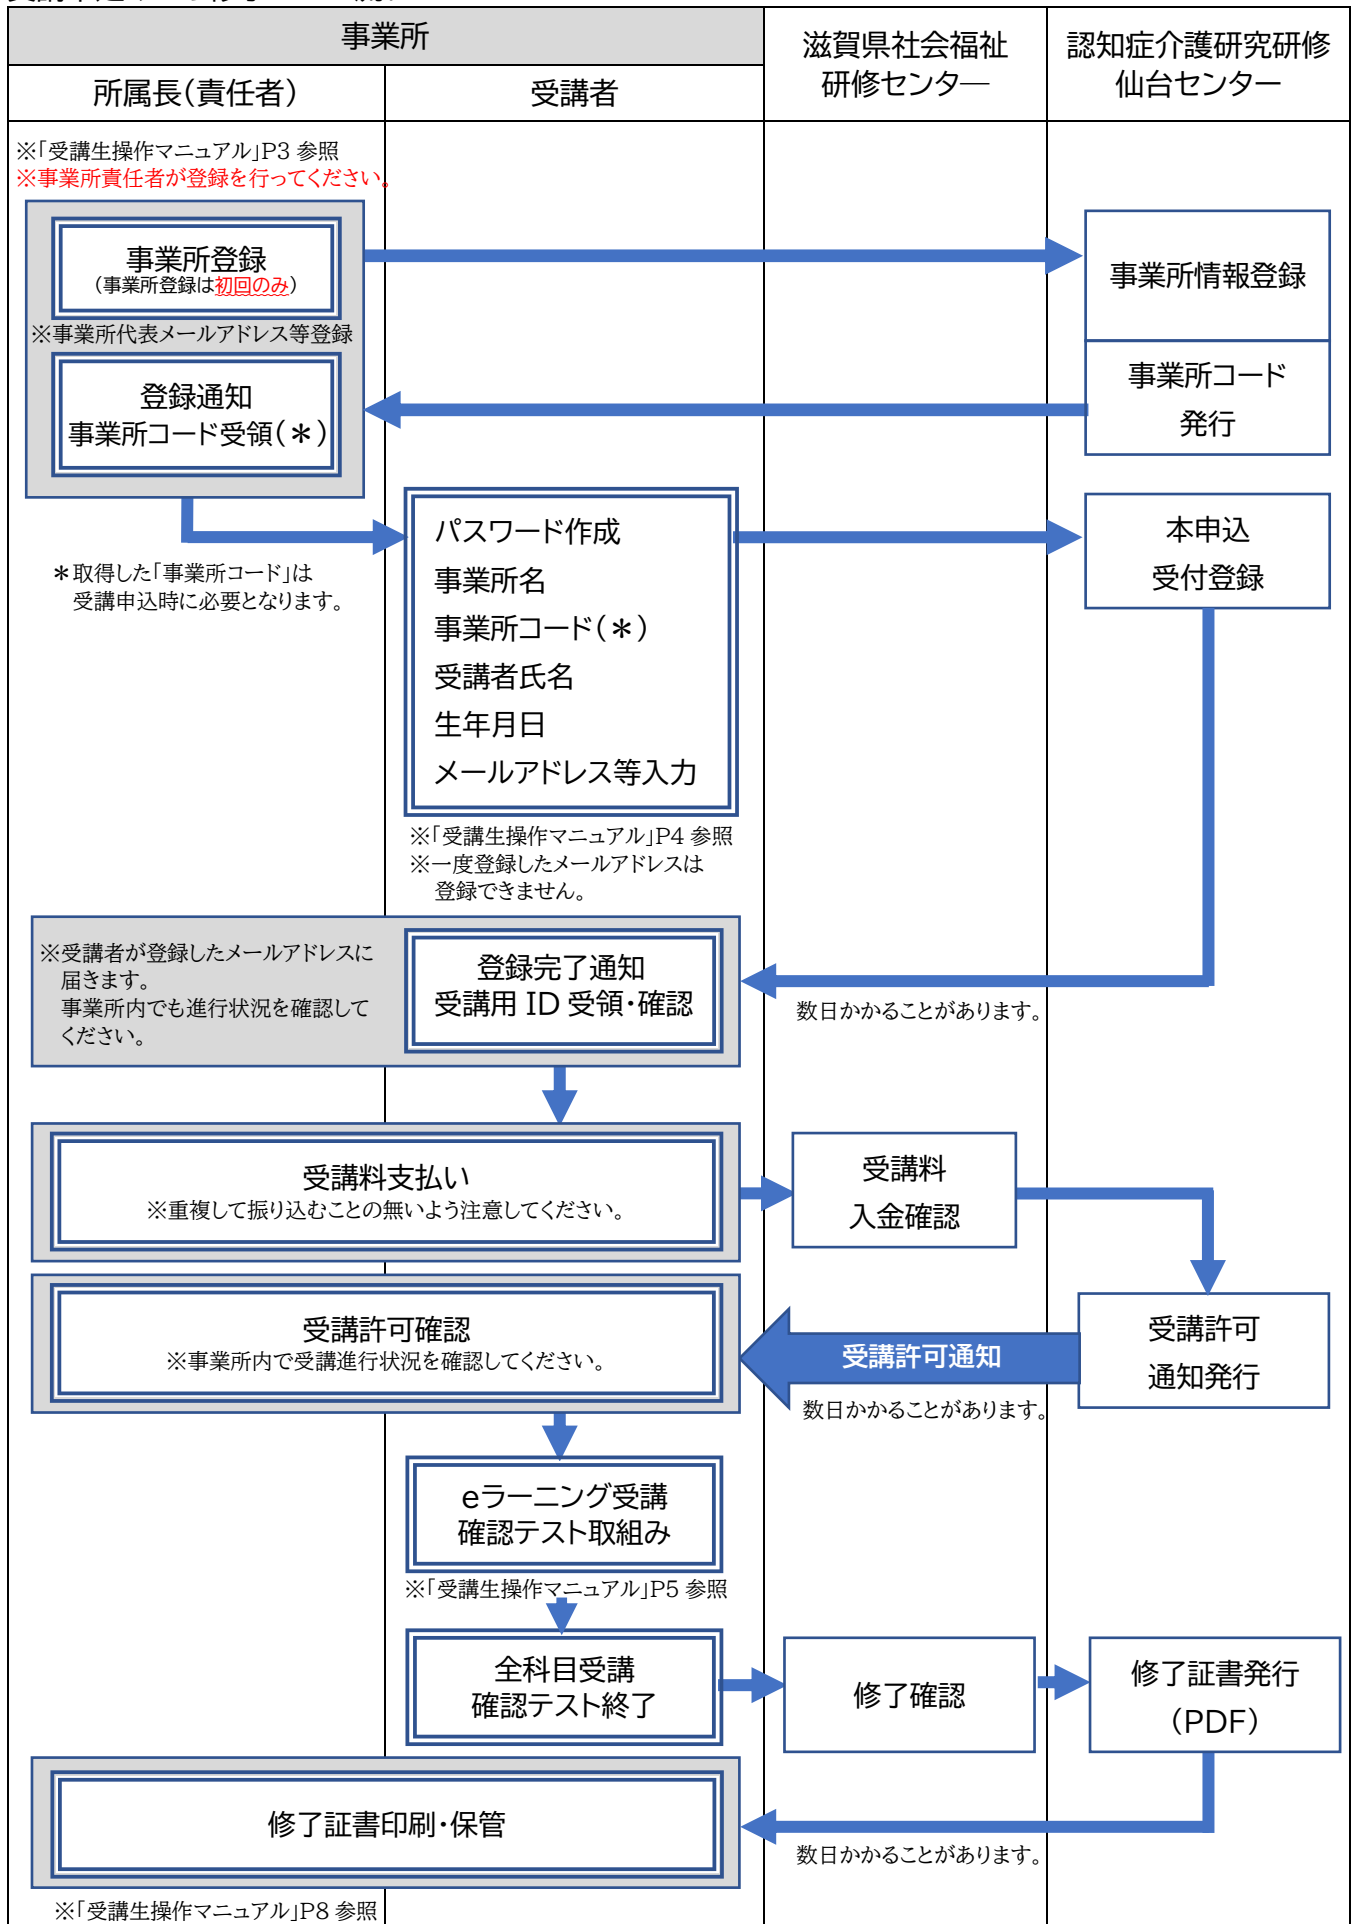 事業所
滋賀県社会福祉
研修センター
認知症介護研究研修
仙台センター
所属長(責任者)
受講者
※「受講生操作マニュアル」P3 参照
※事業所責任者が登録を行ってください。
事業所登録
(事業所登録は初回のみ)
※事業所代表メールアドレス等登録
事業所情報登録
事業所コード
発行
登録通知
事業所コード受領(＊)
＊取得した「事業所コード」は
受講申込時に必要となります。
パスワード作成
事業所名
事業所コード(＊)
受講者氏名
生年月日
メールアドレス等入力
本申込
受付登録
※「受講生操作マニュアル」P4 参照
※一度登録したメールアドレスは
登録できません。
※受講者が登録したメールアドレスに
届きます。
事業所内でも進行状況を確認して
ください。
登録完了通知
受講用 ID 受領・確認
数日かかることがあります。
受講料支払い
※重複して振り込むことの無いよう注意してください。
受講料
入金確認
受講許可確認
※事業所内で受講進行状況を確認してください。
受講許可通知
受講許可
通知発行
数日かかることがあります。
eラーニング受講
確認テスト取組み
※「受講生操作マニュアル」P5 参照
全科目受講
確認テスト終了
修了確認
修了証書発行
(PDF)
修了証書印刷・保管
数日かかることがあります。
※「受講生操作マニュアル」P8 参照